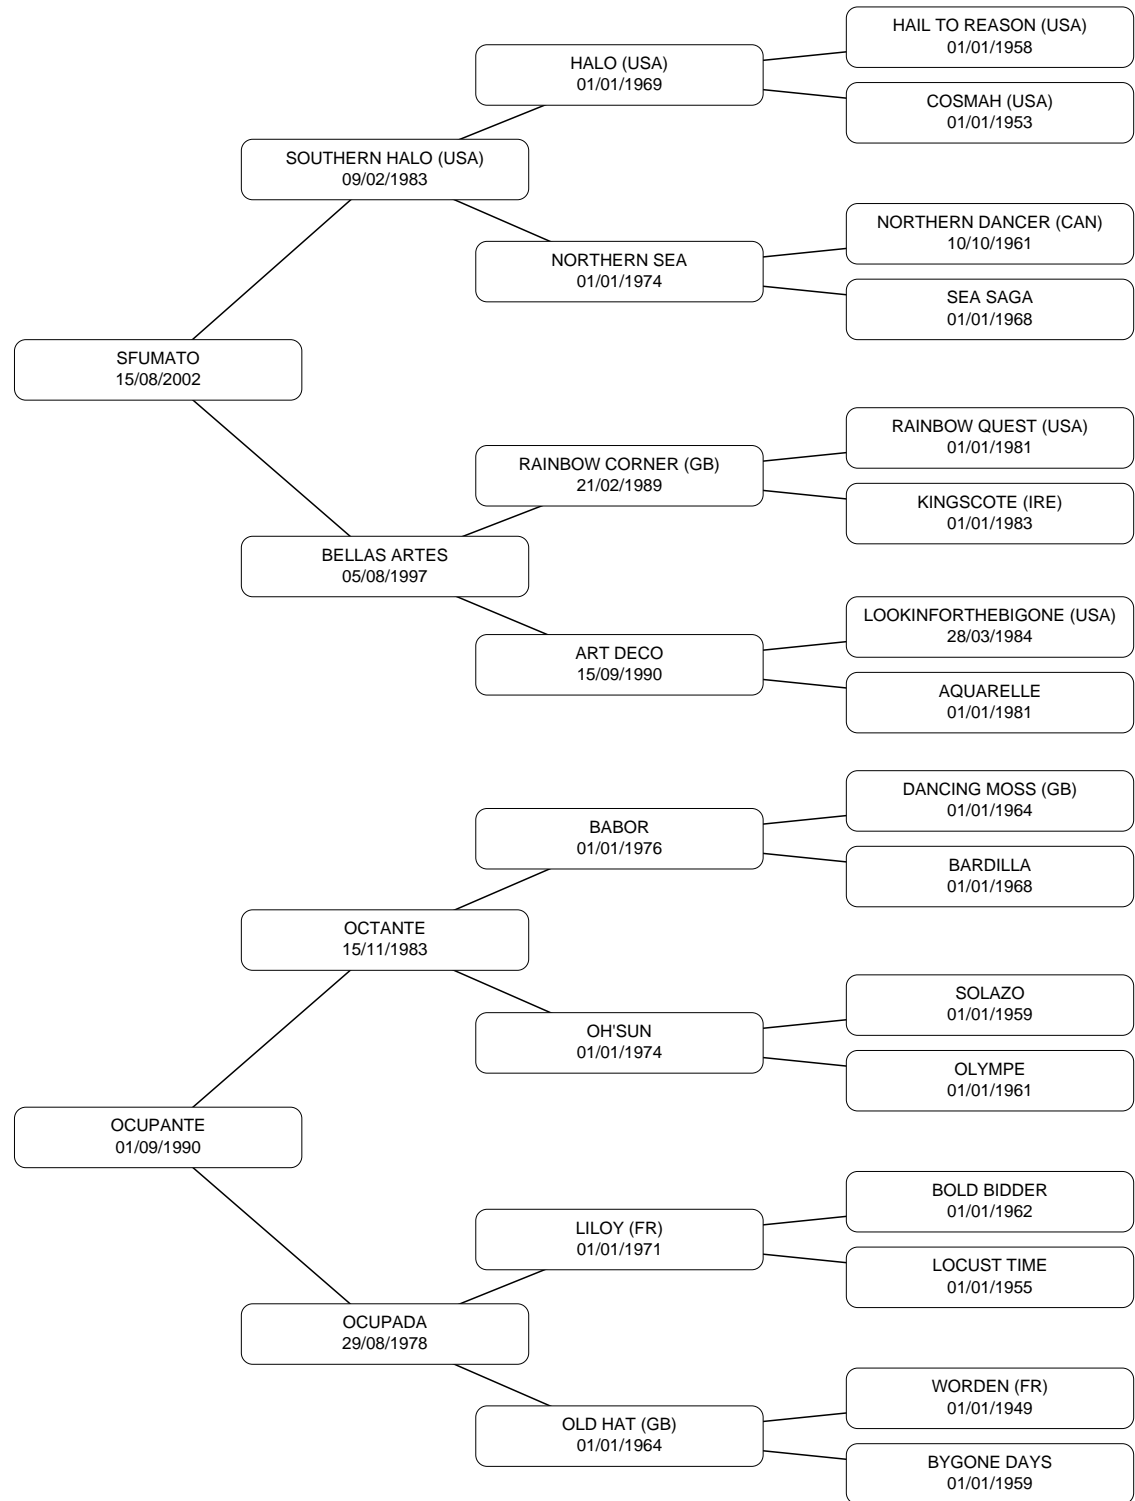 HAIL TO REASON (USA)
01/01/1958
HALO (USA)
01/01/1969
COSMAH (USA)
01/01/1953
SOUTHERN HALO (USA)
09/02/1983
NORTHERN DANCER (CAN)
10/10/1961
NORTHERN SEA
01/01/1974
SEA SAGA
01/01/1968
SFUMATO
15/08/2002
RAINBOW QUEST (USA)
01/01/1981
RAINBOW CORNER (GB)
21/02/1989
KINGSCOTE (IRE)
01/01/1983
BELLAS ARTES
05/08/1997
LOOKINFORTHEBIGONE (USA)
28/03/1984
ART DECO
15/09/1990
AQUARELLE
01/01/1981
DANCING MOSS (GB)
01/01/1964
BABOR
01/01/1976
BARDILLA
01/01/1968
OCTANTE
15/11/1983
SOLAZO
01/01/1959
OH'SUN
01/01/1974
OLYMPE
01/01/1961
OCUPANTE
01/09/1990
BOLD BIDDER
01/01/1962
LILOY (FR)
01/01/1971
LOCUST TIME
01/01/1955
OCUPADA
29/08/1978
WORDEN (FR)
01/01/1949
OLD HAT (GB)
01/01/1964
BYGONE DAYS
01/01/1959